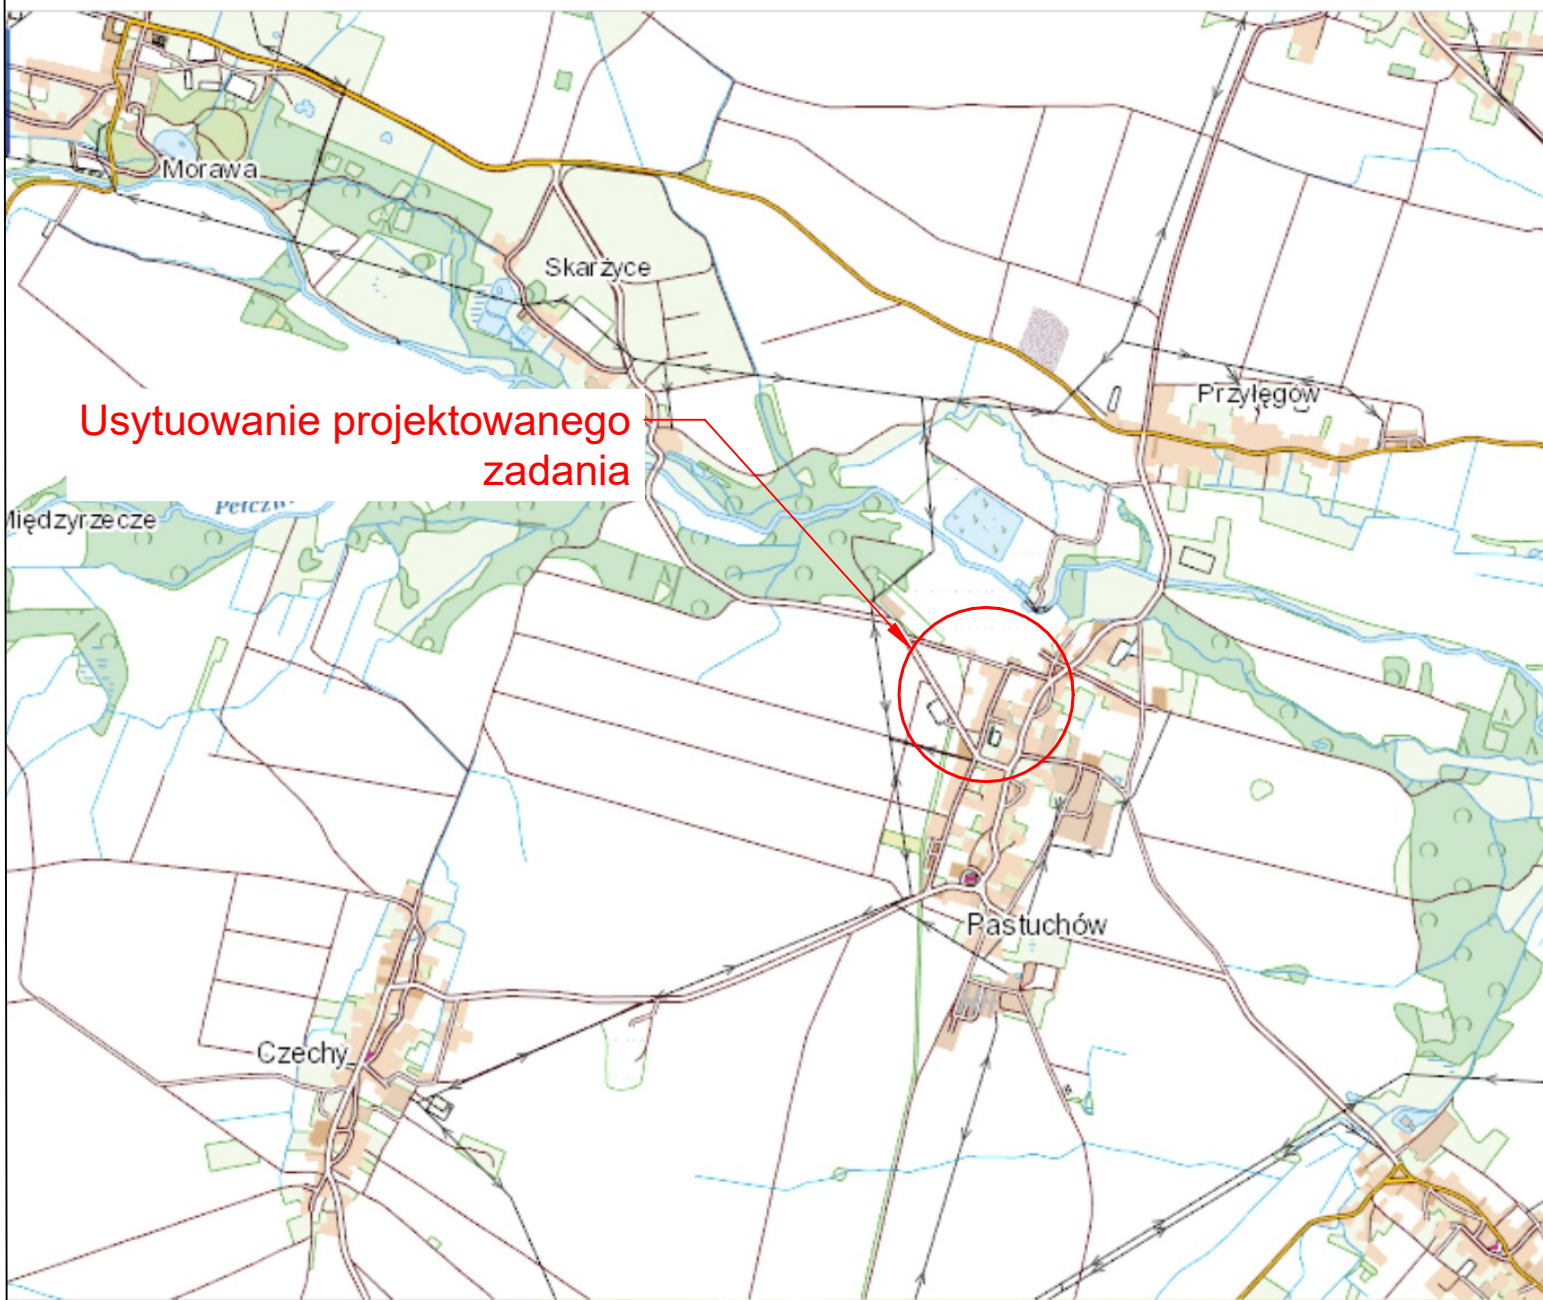 Morawa
Skarżyce
Przyłęgów
Usytuowanie projektowanego
zadania
Międzyrzecze
Pastuchów
Czechy